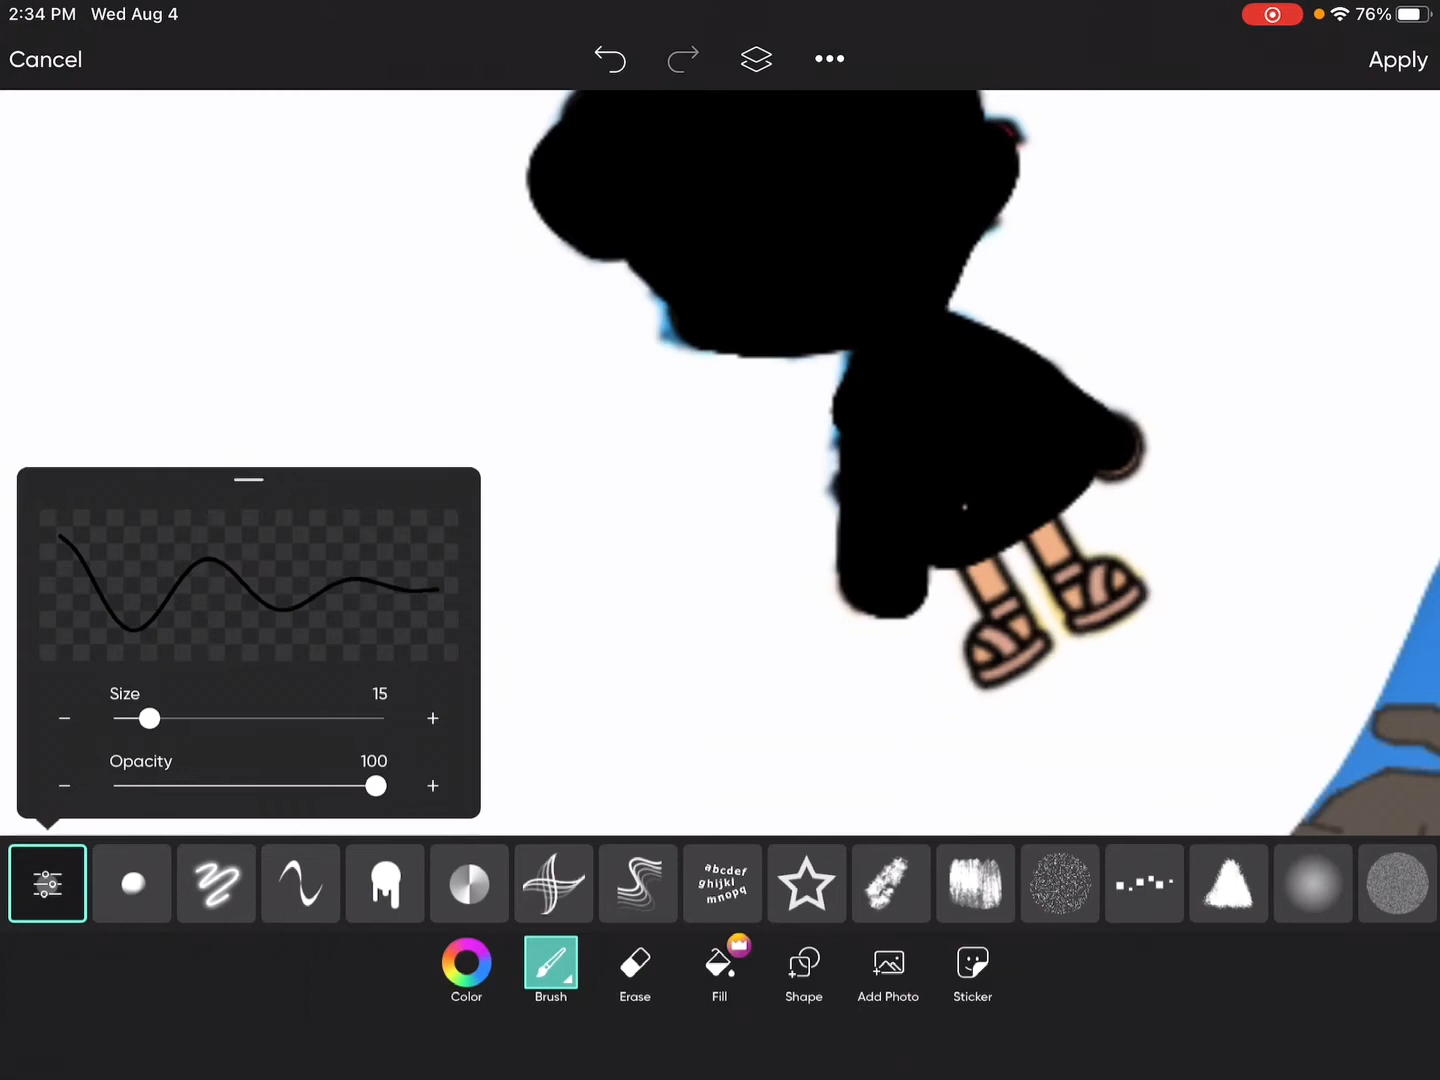 2:34 PM Wed Aug 4
76%
Cancel
Apply
Size 15
Opacity 100
abcdef
ghijkl
mnopq
Color
Brush
Erase
Fill
Shape
Add Photo
Sticker